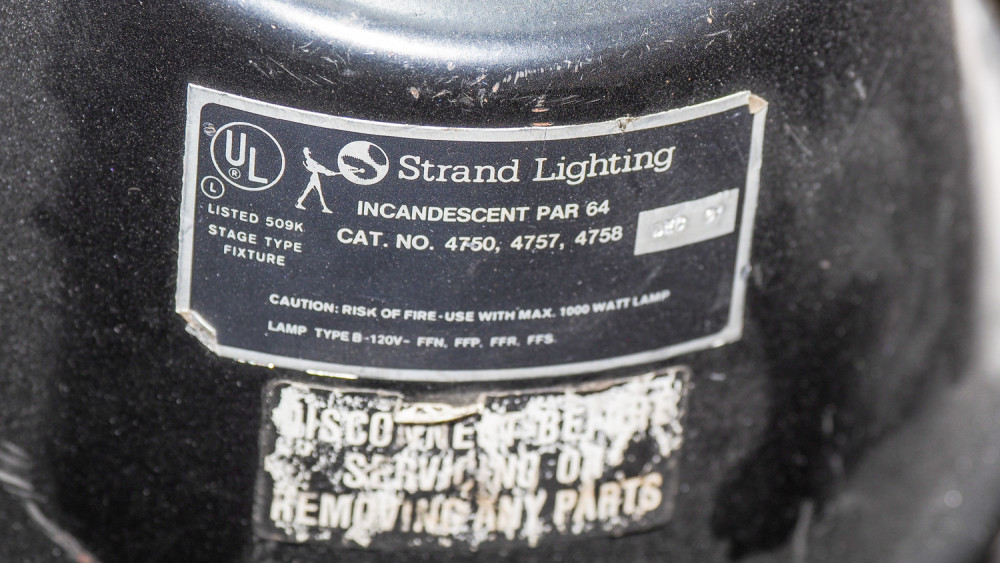 UL
®
L
LISTED 509K
STAGE TYPE
FIXTURE
Strand Lighting
INCANDESCENT PAR 64
CAT. NO. 4750, 4757, 4758
CAUTION: RISK OF FIRE-USE WITH MAX. 1000 WATT LAMP
LAMP TYPE B-120V- FFN, FFP, FFR, FFS
DISCONNECT BEFORE
SERVICING OR
REMOVING ANY PARTS